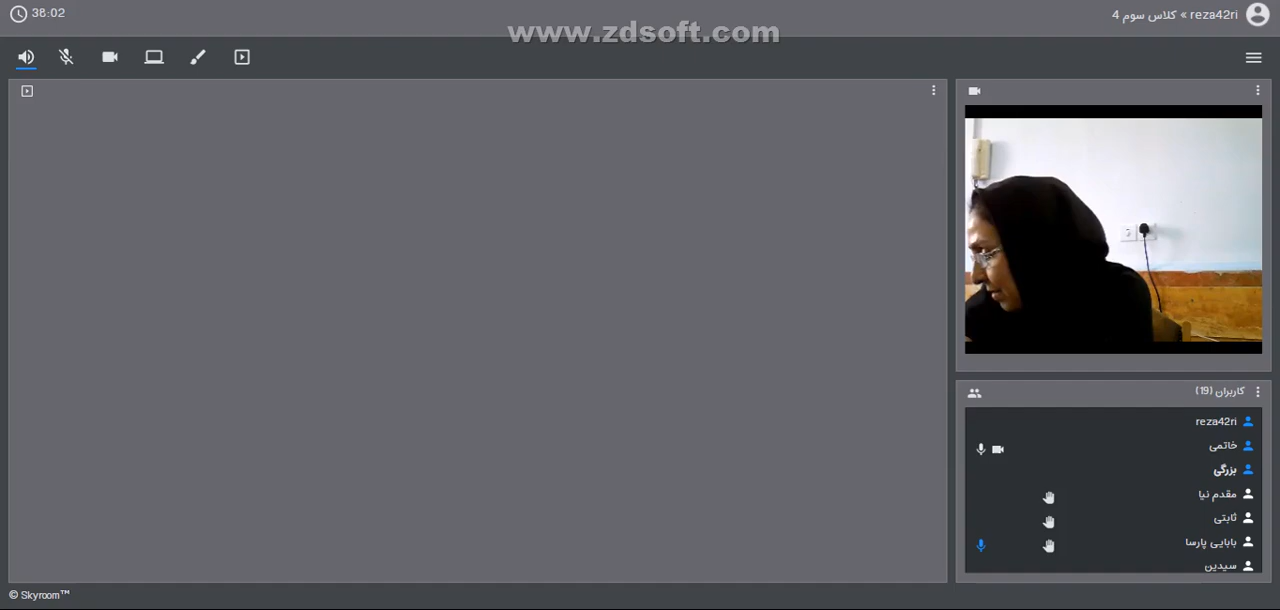 38:02
www.zdsoft.com
reza42ri » کلاس سوم 4
کاربران (19)
reza42ri
خاتمی
بزرگی
مقدم نیا
ثابتی
بابایی پارسا
سیدین
© Skyroom™